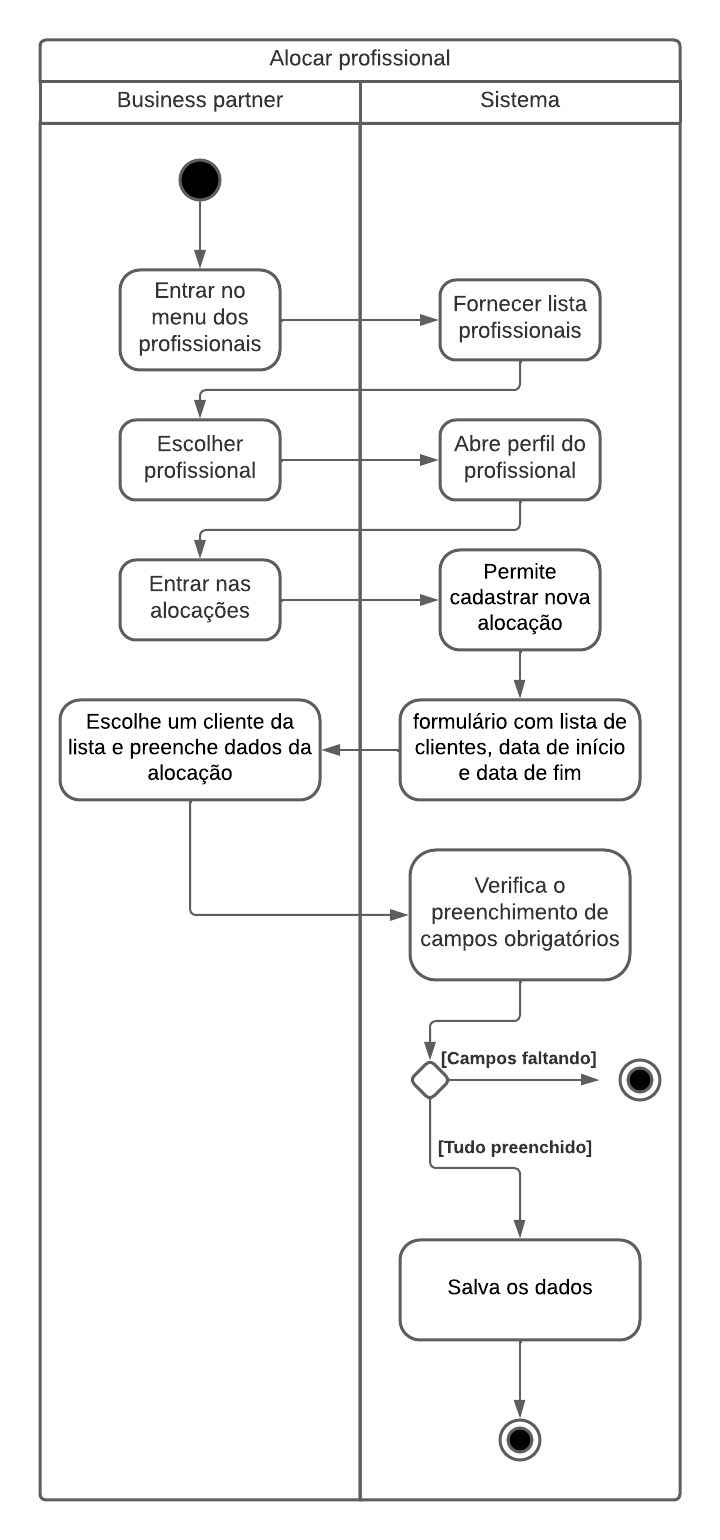 Alocar profissional
Business partner
Sistema
Entrar no
menu dos
profissionais
Fornecer lista
profissionais
Escolher
profissional
Abre perfil do
profissional
Entrar nas
alocações
Permite
cadastrar nova
alocação
formulário com lista de
clientes, data de início
e data de fim
Escolhe um cliente da
lista e preenche dados da
alocação
Verifica o
preenchimento de
campos obrigatórios
[Campos faltando]
[Tudo preenchido]
Salva os dados